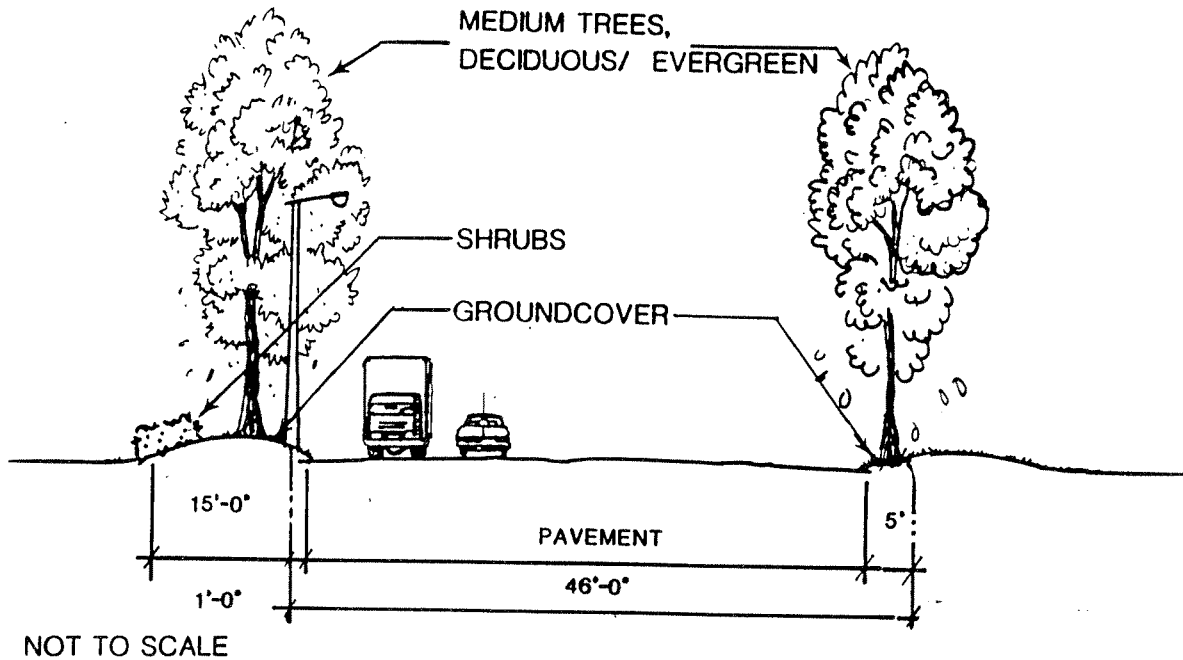 MEDIUM TREES,
DECIDUOUS/ EVERGREEN
SHRUBS
GROUNDCOVER
15'-0"
5'
PAVEMENT
46'-0"
1'-0"
NOT TO SCALE